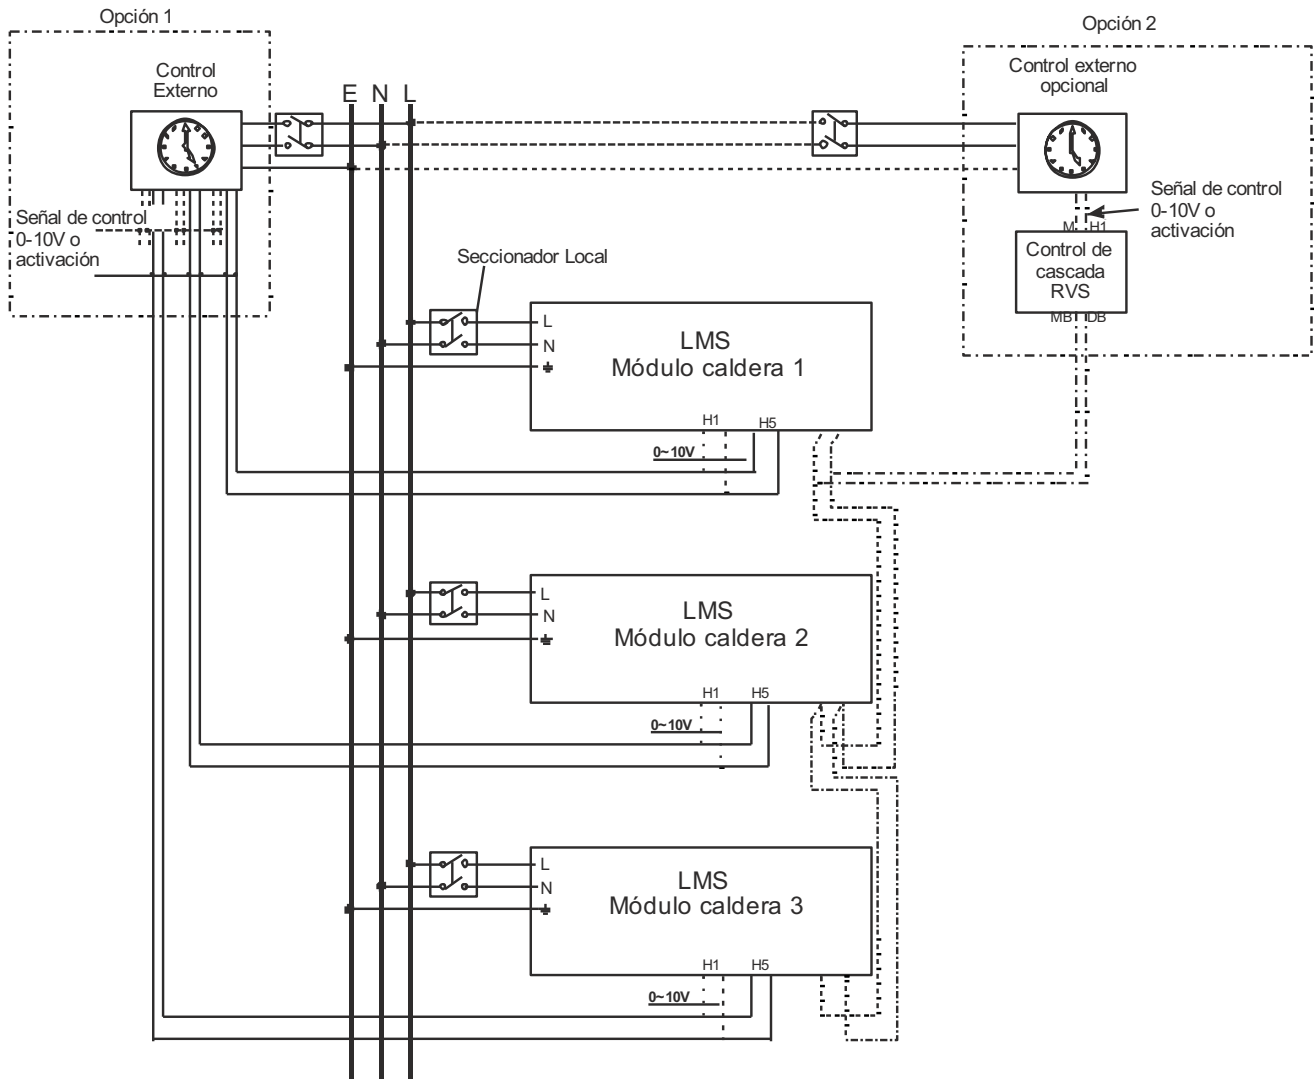 Opción 1
Opción 2
Control
Externo
Control externo
opcional
E N L
Señal de control
0-10V o
activación
Señal de control
0-10V o
activación
M H1
Control de
cascada
RVS
MB DB
Seccionador Local
L
N
LMS
Módulo caldera 1
H1 H5
0~10V
L
N
LMS
Módulo caldera 2
H1 H5
0~10V
L
N
LMS
Módulo caldera 3
H1 H5
0~10V